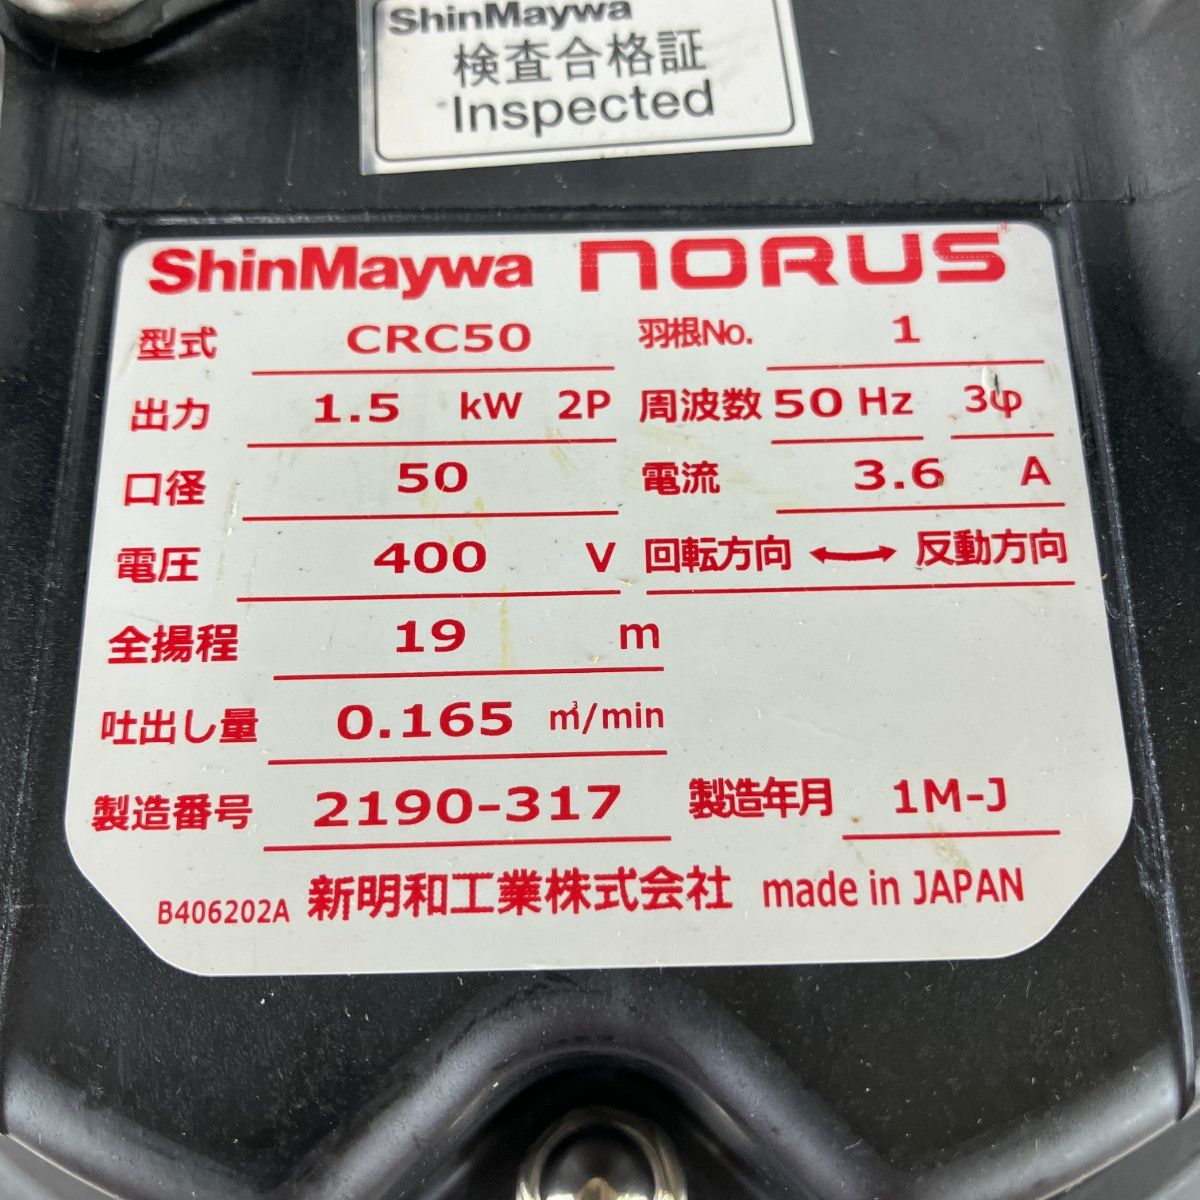 ShinMaywa
検査合格証
Inspected
ShinMaywa NORUS®
型式 CRC50 羽根No. 1
出力 1.5 kW 2P 周波数 50 Hz 3φ
口径 50 電流 3.6 A
電圧 400 V 回転方向 ↔ 反動方向
全揚程 19 m
吐出し量 0.165 ㎥/min
製造番号 2190-317 製造年月 1M-J
B406202A 新明和工業株式会社 made in JAPAN